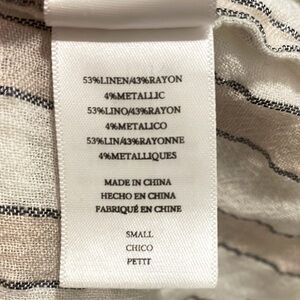 53%LINEN/43%RAYON
4%METALLIC
53%LINO/43%RAYON
4%METALICO
53%LIN/43%RAYONNE
4%METALLIQUES
MADE IN CHINA
HECHO EN CHINA
FABRIQUÉ EN CHINE
SMALL
CHICO
PETIT